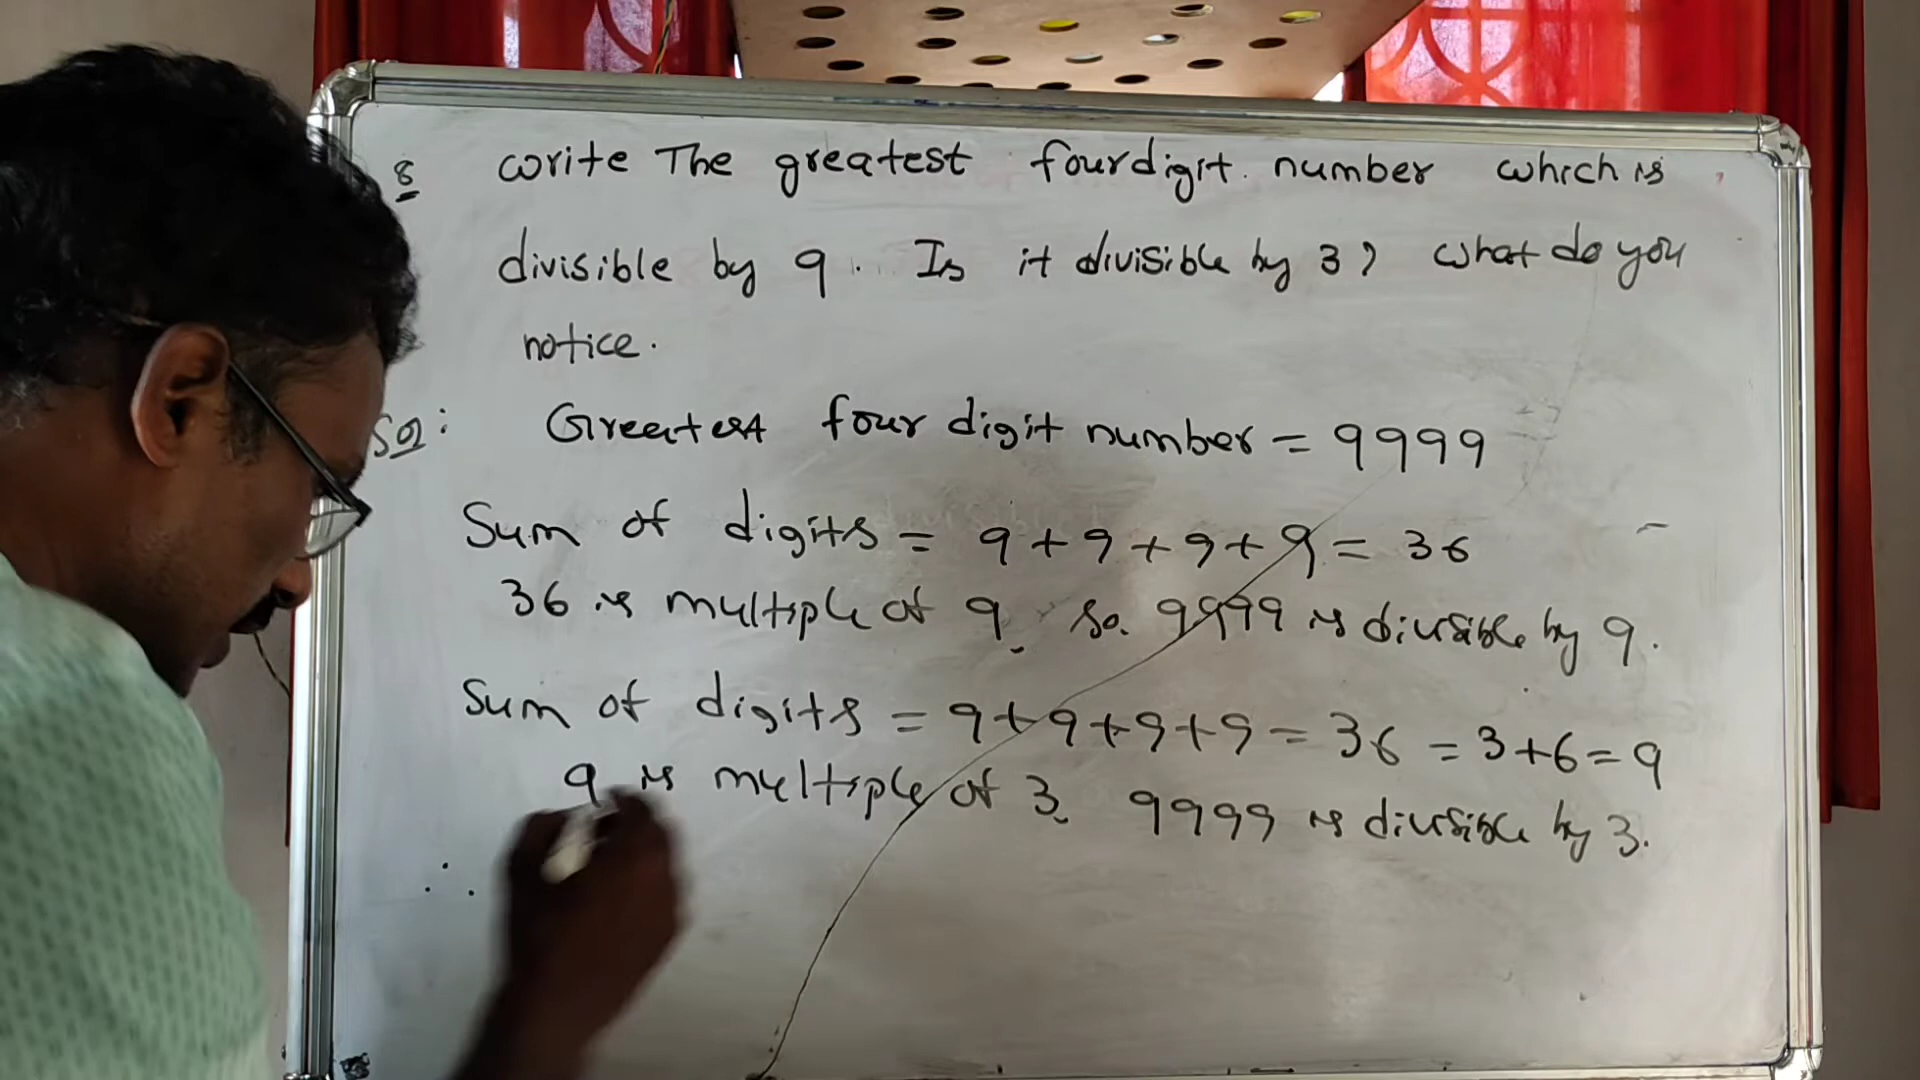 8 write The greatest four digit number which is
divisible by 9. Is it divisible by 3? what do you
notice.
Sol: Greatest four digit number = 9999
Sum of digits = 9+9+9+9 = 36
36 is multiple of 9. So. 9999 is divisible by 9.
Sum of digits = 9+9+9+9 = 36 = 3+6 = 9
9 is multiple of 3. 9999 is divisible by 3.
∴